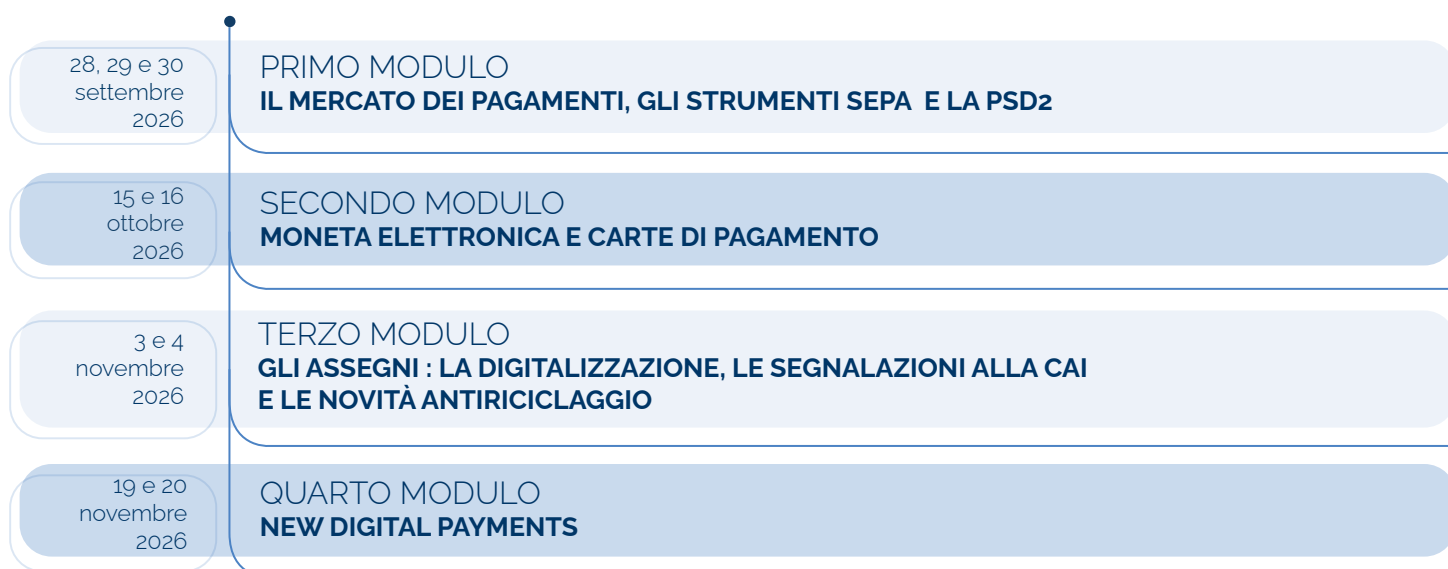 28, 29 e 30
settembre
2026
PRIMO MODULO
IL MERCATO DEI PAGAMENTI, GLI STRUMENTI SEPA  E LA PSD2
15 e 16
ottobre
2026
SECONDO MODULO
MONETA ELETTRONICA E CARTE DI PAGAMENTO
3 e 4
novembre
2026
TERZO MODULO
GLI ASSEGNI : LA DIGITALIZZAZIONE, LE SEGNALAZIONI ALLA CAI
E LE NOVITÀ ANTIRICICLAGGIO
19 e 20
novembre
2026
QUARTO MODULO
NEW DIGITAL PAYMENTS